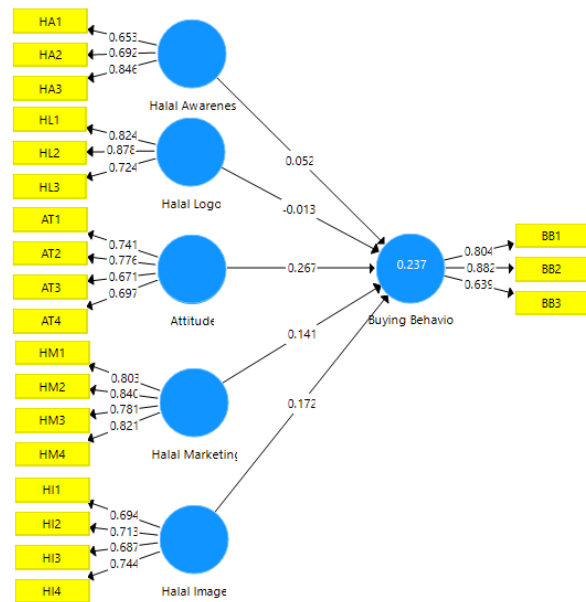 HA1
0.653
HA2
0.692
HA3
0.846
Halal Awarenes
HL1
0.824
HL2
0.878
HL3
0.724
Halal Logo
AT1
0.741
AT2
0.776
AT3
0.671
AT4
0.697
Attitude
HM1
0.803
HM2
0.840
HM3
0.781
HM4
0.821
Halal Marketing
HI1
0.694
HI2
0.713
HI3
0.687
HI4
0.744
Halal Image
0.052
-0.013
0.267
0.141
0.172
0.237
Buying Behavio
0.804
BB1
0.882
BB2
0.639
BB3